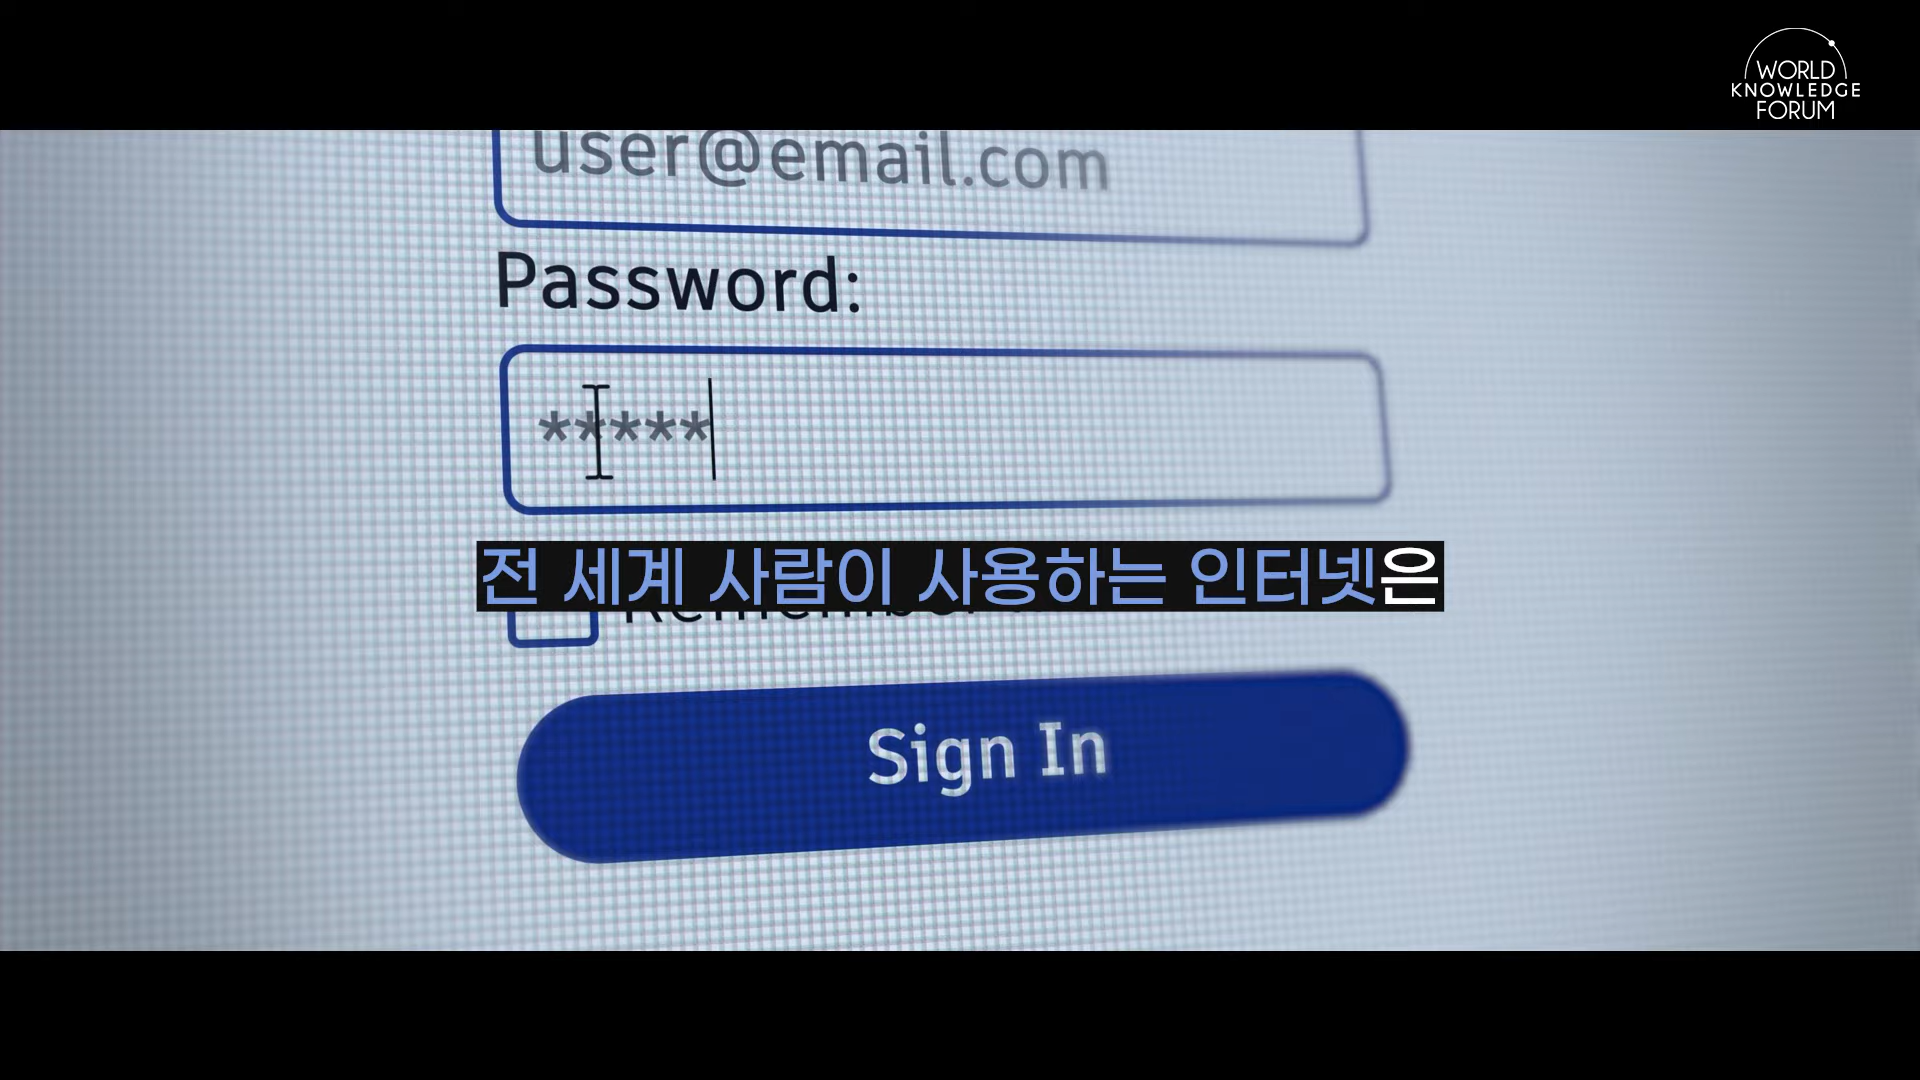 WORLD
KNOWLEDGE
FORUM
user@email.com
Password:
*****
전 세계 사람이 사용하는 인터넷은
Sign In